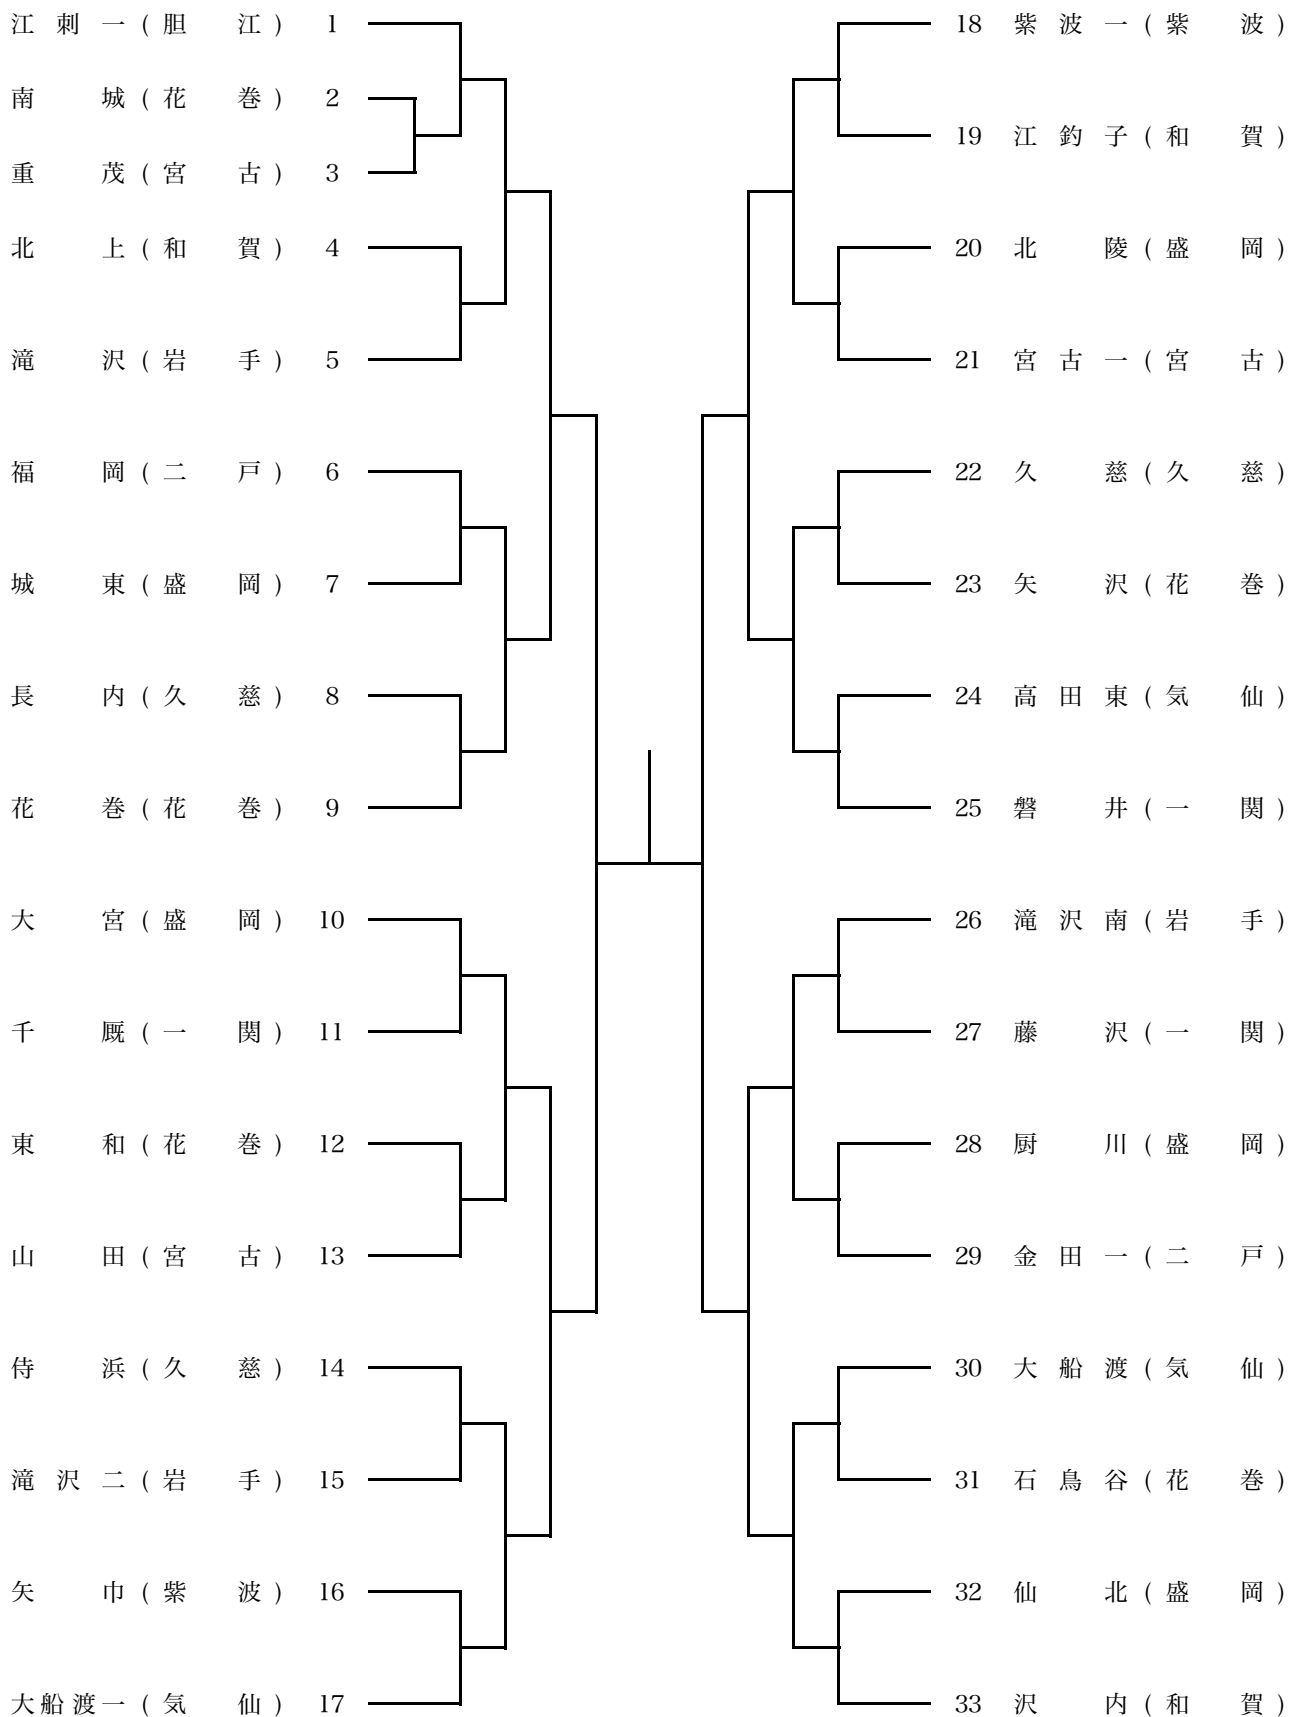 江刺一(胆江) 1
南城(花巻) 2
重茂(宮古) 3
北上(和賀) 4
滝沢(岩手) 5
福岡(二戸) 6
城東(盛岡) 7
長内(久慈) 8
花巻(花巻) 9
大宮(盛岡) 10
千厩(一関) 11
東和(花巻) 12
山田(宮古) 13
侍浜(久慈) 14
滝沢二(岩手) 15
矢巾(紫波) 16
大船渡一(気仙) 17
18 紫波一(紫波)
19 江釣子(和賀)
20 北陵(盛岡)
21 宮古一(宮古)
22 久慈(久慈)
23 矢沢(花巻)
24 高田東(気仙)
25 磐井(一関)
26 滝沢南(岩手)
27 藤沢(一関)
28 厨川(盛岡)
29 金田一(二戸)
30 大船渡(気仙)
31 石鳥谷(花巻)
32 仙北(盛岡)
33 沢内(和賀)